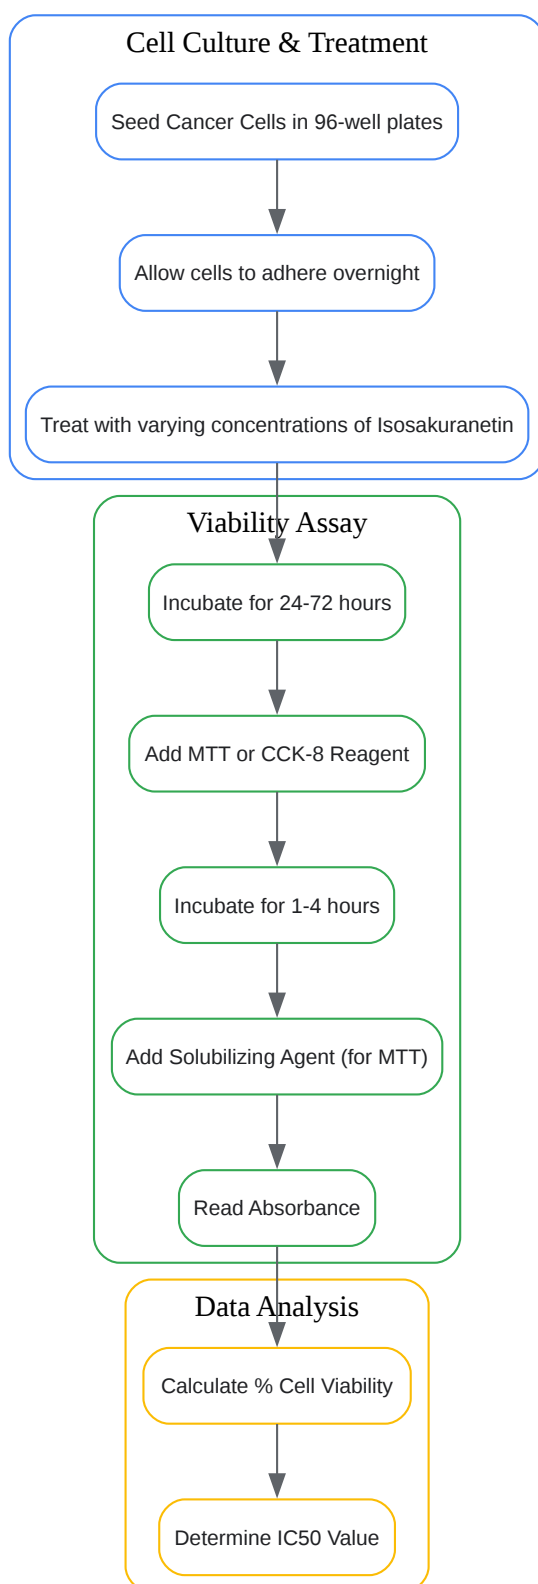 Cell Culture & Treatment
Seed Cancer Cells in 96-well plates
Allow cells to adhere overnight
Treat with varying concentrations of Isosakuranetin
Viability Assay
Incubate for 24-72 hours
Add MTT or CCK-8 Reagent
Incubate for 1-4 hours
Add Solubilizing Agent (for MTT)
Read Absorbance
Data Analysis
Calculate % Cell Viability
Determine IC50 Value